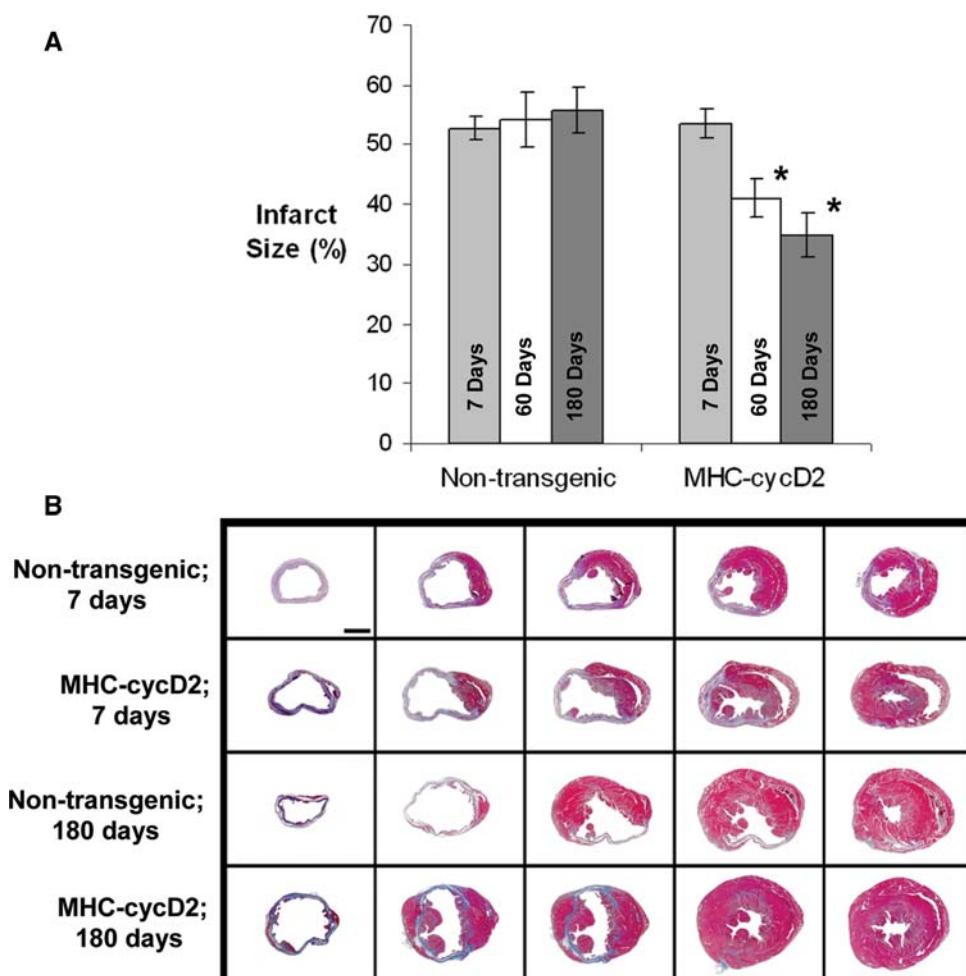 A
70
60
50
40
30
20
10
0
Infarct
Size (%)
7 Days
60 Days
180 Days
7 Days
60 Days
180 Days
*
*
Non-transgenic
MHC-cycD2
B
Non-transgenic;
7 days
MHC-cycD2;
7 days
Non-transgenic;
180 days
MHC-cycD2;
180 days